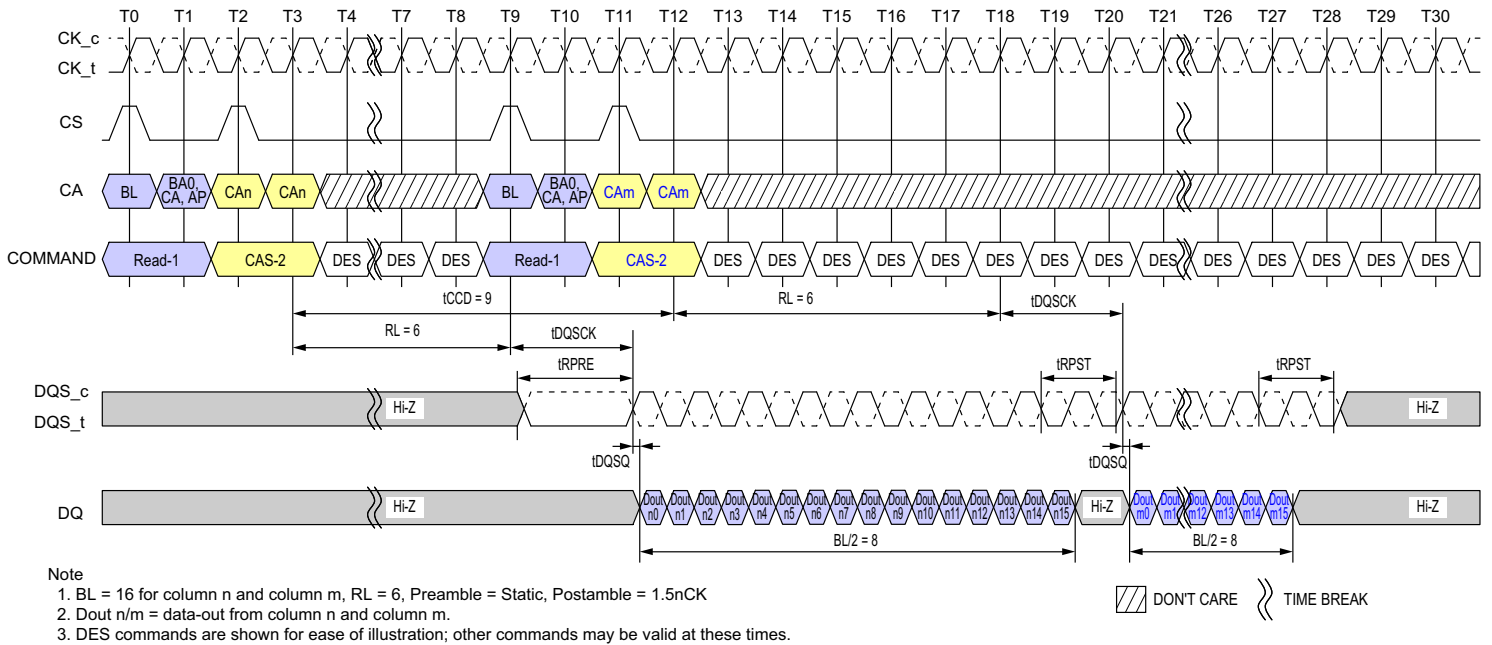 T0 T1 T2 T3 T4 T7 T8 T9 T10 T11 T12 T13 T14 T15 T16 T17 T18 T19 T20 T21 T26 T27 T28 T29 T30
CK_c
CK_t
CS
CA BL BA0, CA, AP CAn CAn BL BA0, CA, AP CAm CAm
COMMAND Read-1 CAS-2 DES DES DES Read-1 CAS-2 DES DES DES DES DES DES DES DES DES DES DES DES DES DES
tCCD = 9 RL = 6 tDQSCK
RL = 6 tDQSCK
tRPRE tRPST tRPST
DQS_c
DQS_t
Hi-Z Hi-Z
tDQSQ tDQSQ
DQ Hi-Z Dout n0 Dout n1 Dout n2 Dout n3 Dout n4 Dout n5 Dout n6 Dout n7 Dout n8 Dout n9 Dout n10 Dout n11 Dout n12 Dout n13 Dout n14 Dout n15 Hi-Z Dout m0 Dout m1 Dout m12 Dout m13 Dout m14 Dout m15 Hi-Z
BL/2 = 8 BL/2 = 8
Note
1. BL = 16 for column n and column m, RL = 6, Preamble = Static, Postamble = 1.5nCK
2. Dout n/m = data-out from column n and column m.
3. DES commands are shown for ease of illustration; other commands may be valid at these times.
DON'T CARE TIME BREAK